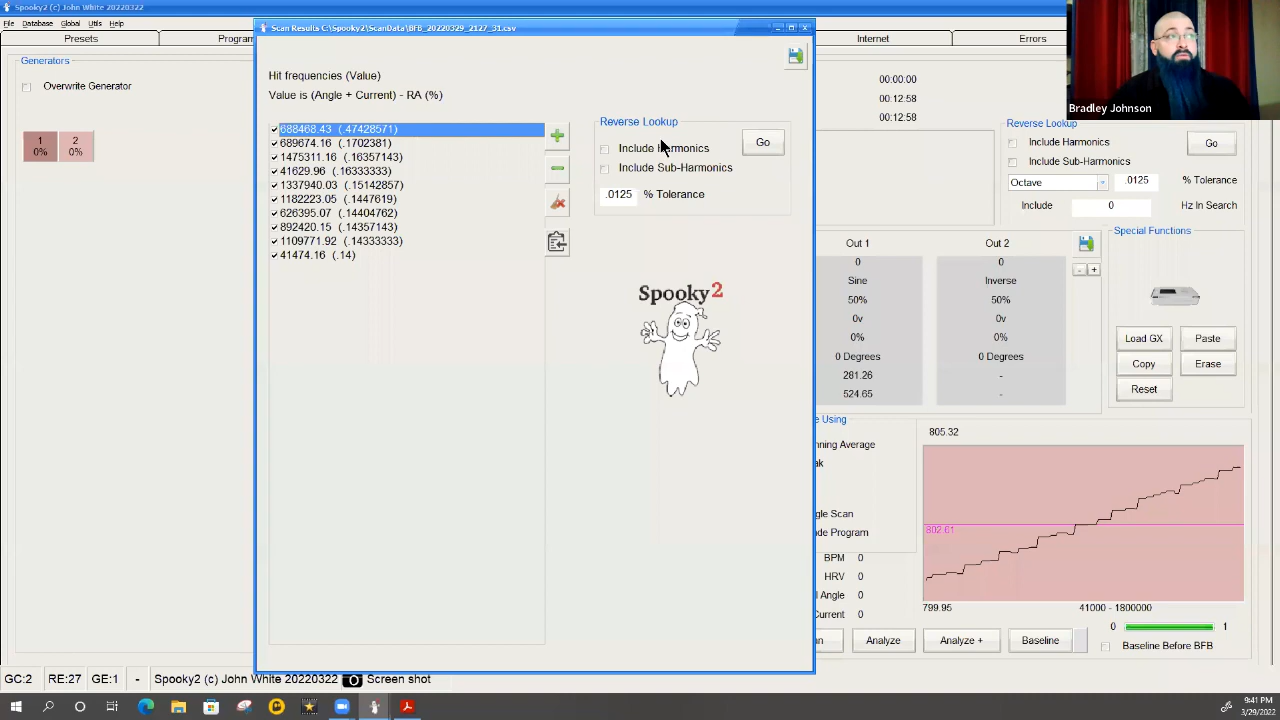 Spooky2 (c) John White 20220322
File Database Global Utils Help
Presets
Program
Internet
Errors
Generators
Overwrite Generator
1
0%
2
0%
Scan Results C:\Spooky2\ScanData\BFB_20220329_2127_31.csv
Hit frequencies (Value)
Value is (Angle + Current) - RA (%)
688468.43 (.47428571)
689674.16 (.1702381)
1475311.16 (.16357143)
41629.96 (.16333333)
1337940.03 (.15142857)
1182223.05 (.1447619)
626395.07 (.14404762)
892420.15 (.14357143)
1109771.92 (.14333333)
41474.16 (.14)
Reverse Lookup
Include Harmonics
Go
Include Sub-Harmonics
.0125 % Tolerance
Spooky2
00:00:00
00:12:58
00:12:58
Bradley Johnson
Reverse Lookup
Include Harmonics
Go
Include Sub-Harmonics
Octave .0125 % Tolerance
Include 0 Hz In Search
Out 1 Out 2
0 0
Sine Inverse
50% 50%
0v 0v
0% 0%
0 Degrees 0 Degrees
281.26 -
524.65 -
- +
Special Functions
Load GX Paste
Copy Erase
Reset
e Using
nning Average
ak
gle Scan
de Program
BPM 0
HRV 0
l Angle 0
Current 0
805.32
802.61
799.95 41000 - 1800000
0 1
an Analyze Analyze + Baseline
Baseline Before BFB
GC:2 RE:27 GE: - Spooky2 (c) John White 20220322 Screen shot
9:41 PM
3/29/2022